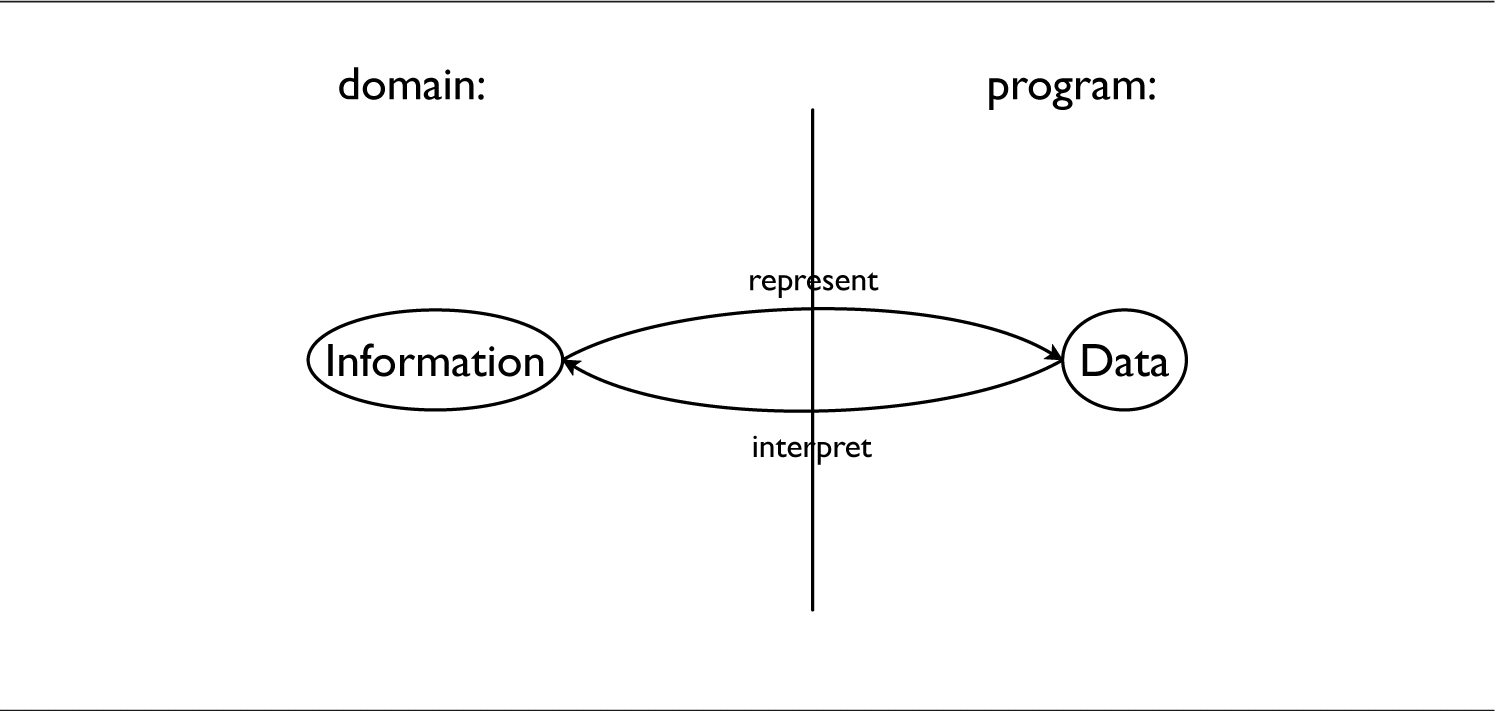 domain:
program:
represent
Information
Data
interpret